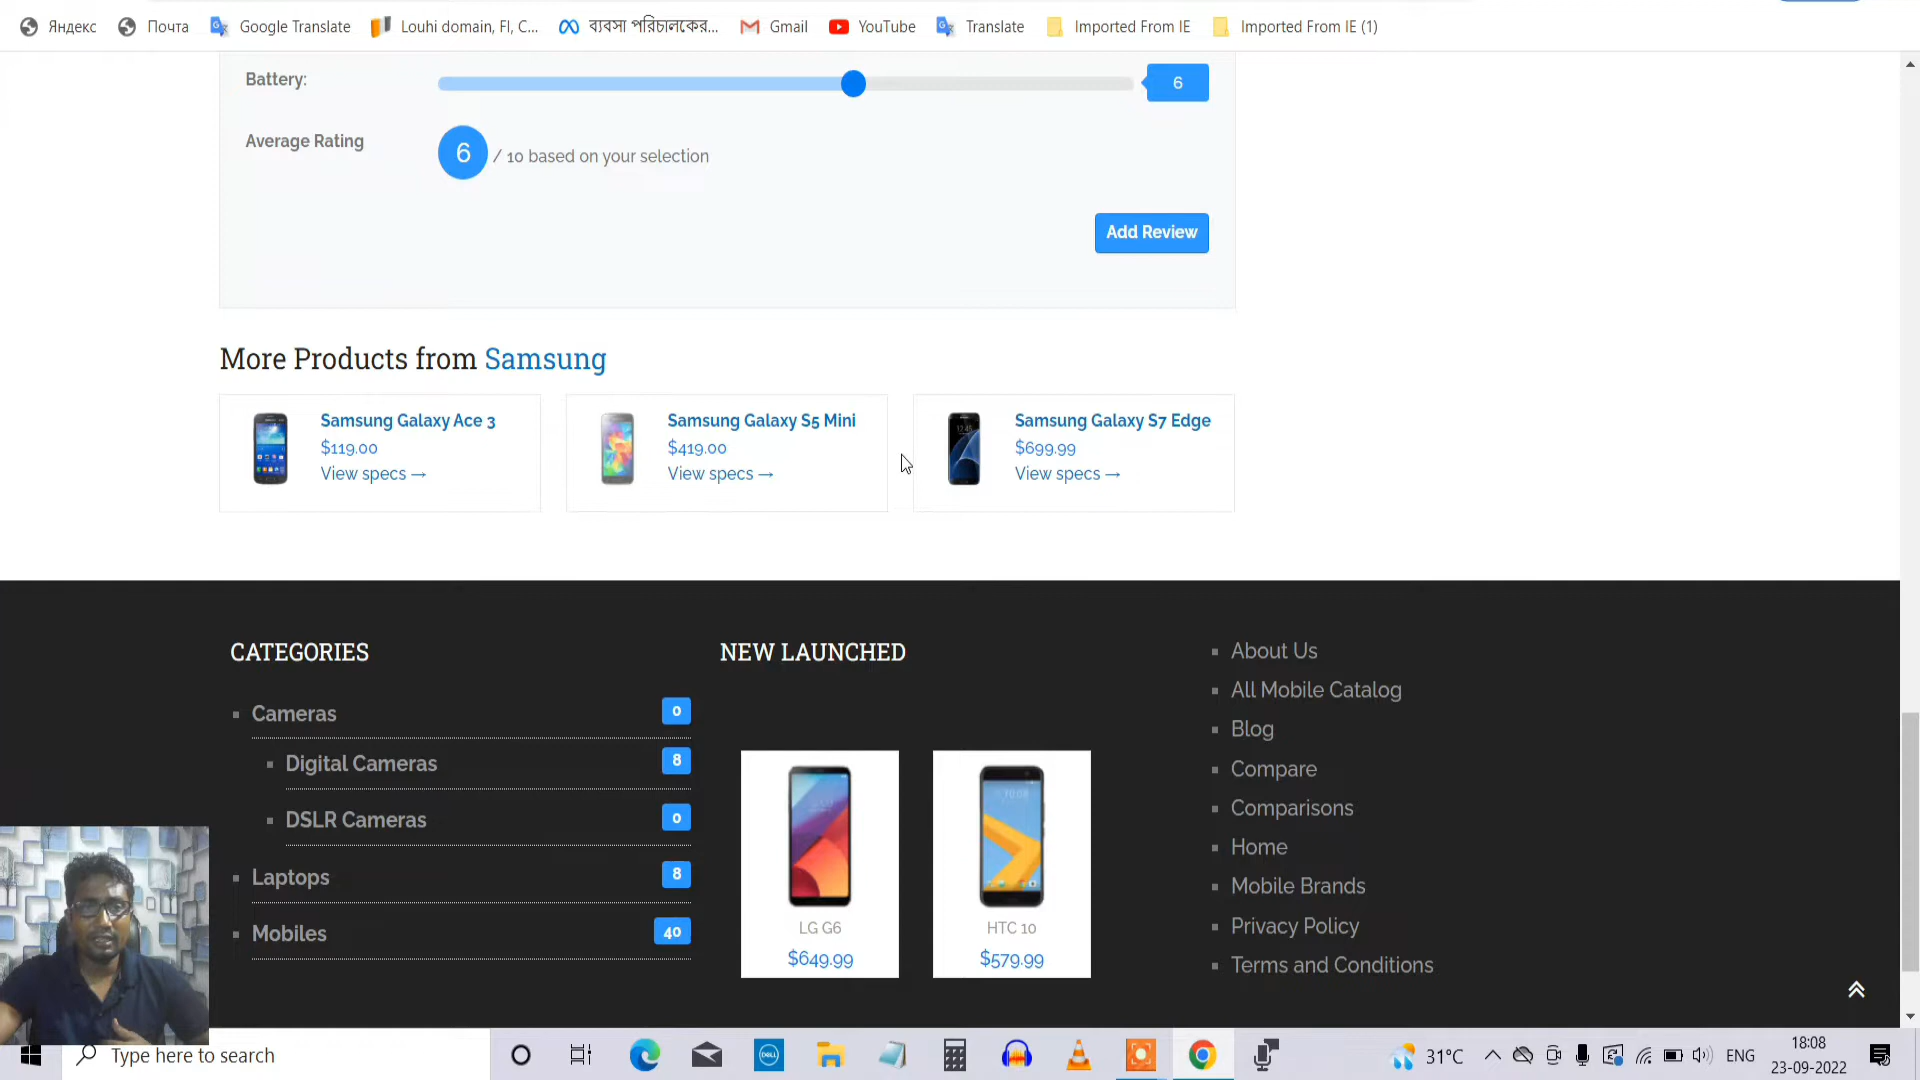 Яндекс Почта Google Translate Louhi domain, FI, C... ব্যবসা পরিচালকের... Gmail YouTube Translate Imported From IE Imported From IE (1)
Battery: 6
Average Rating 6 / 10 based on your selection
Add Review
More Products from Samsung
Samsung Galaxy Ace 3
$119.00
View specs →
Samsung Galaxy S5 Mini
$419.00
View specs →
Samsung Galaxy S7 Edge
$699.99
View specs →
CATEGORIES
Cameras 0
Digital Cameras 8
DSLR Cameras 0
Laptops 8
Mobiles 40
NEW LAUNCHED
LG G6
$649.99
HTC 10
$579.99
About Us
All Mobile Catalog
Blog
Compare
Comparisons
Home
Mobile Brands
Privacy Policy
Terms and Conditions
Type here to search
DELL
31°C
ENG
18:08
23-09-2022